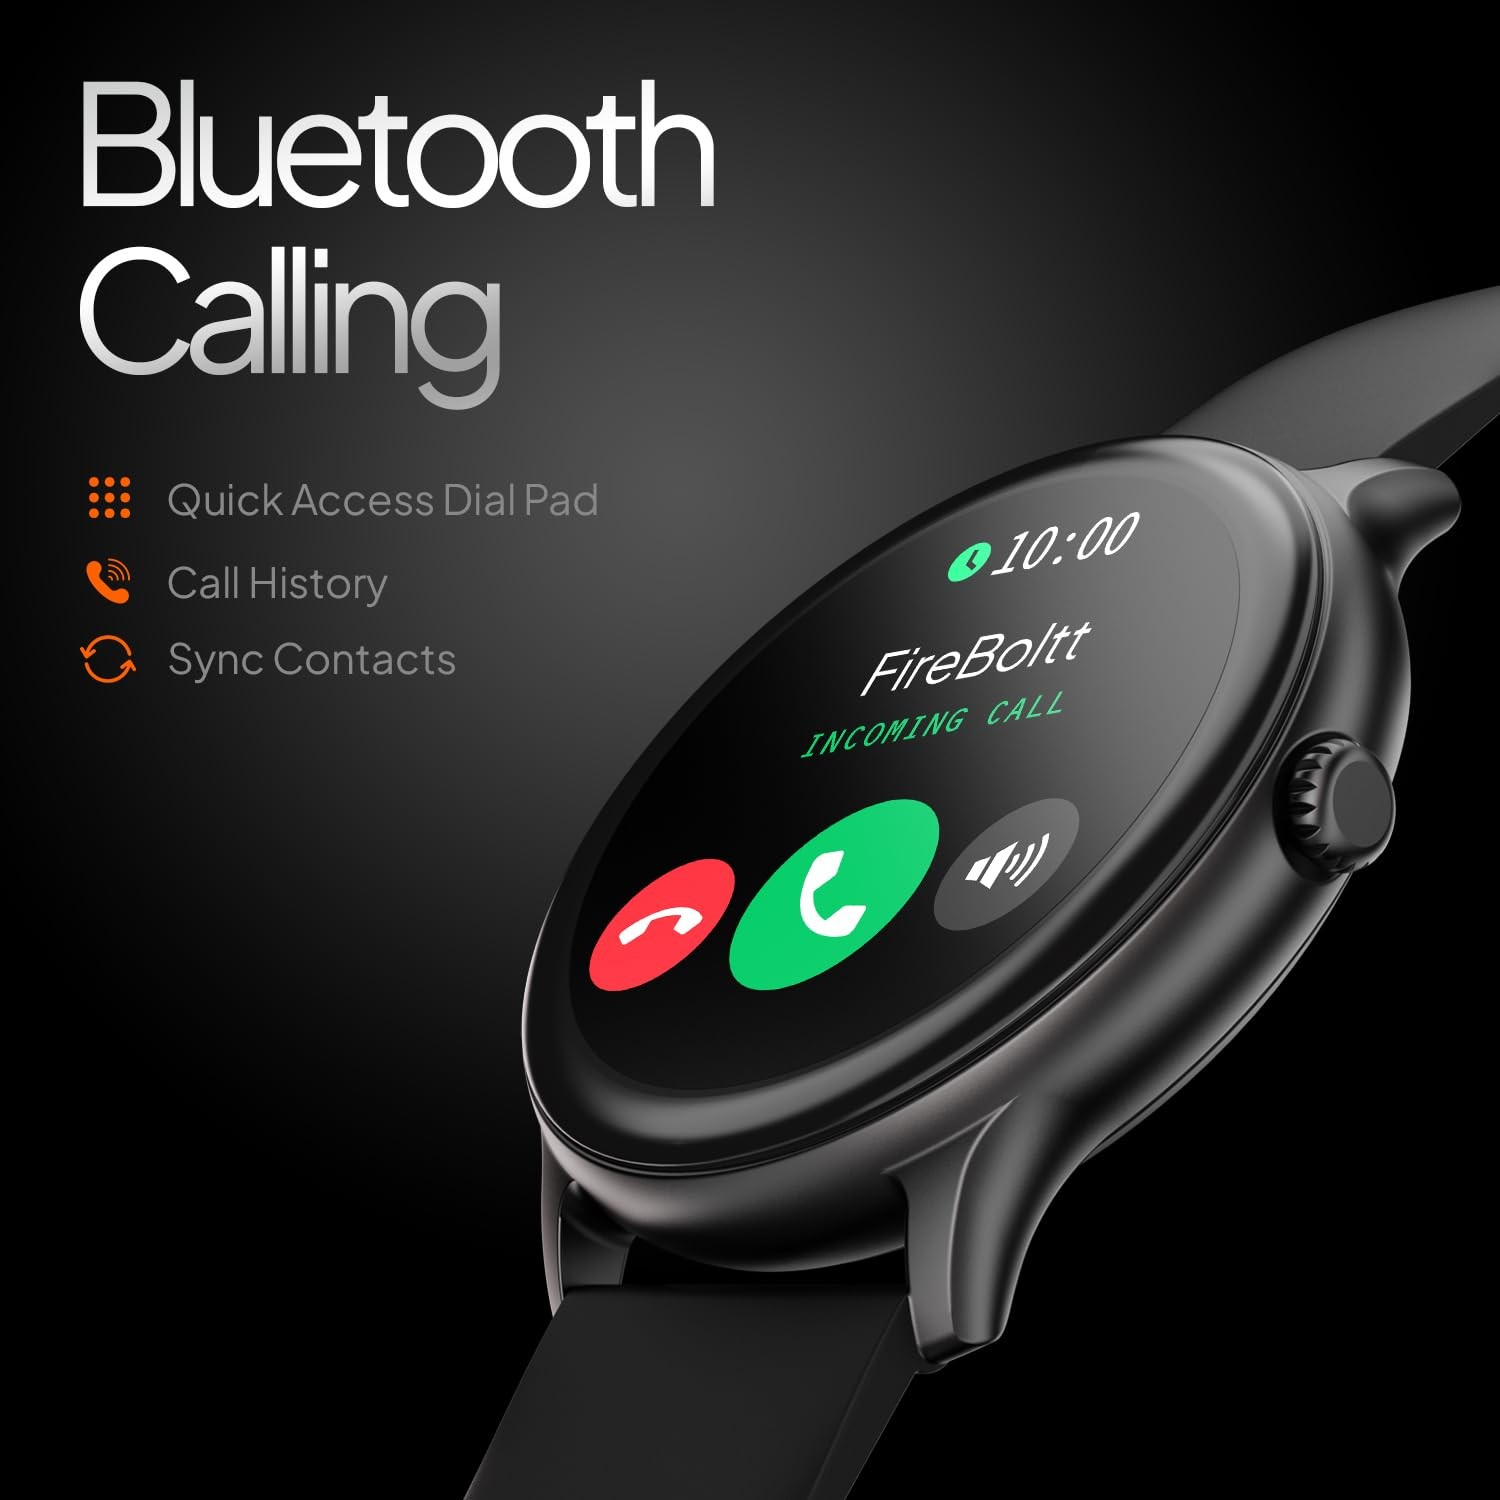 Bluetooth
Calling
Quick Access Dial Pad
Call History
Sync Contacts
10:00
FireBoltt
INCOMING CALL